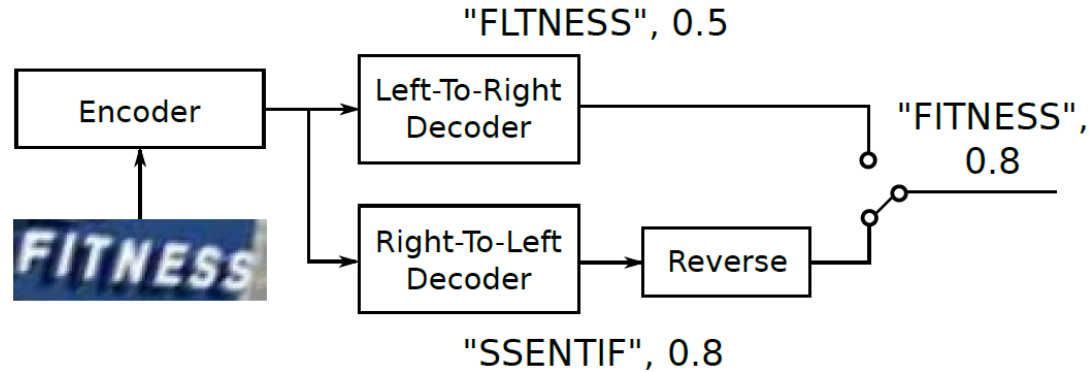 "FLTNESS", 0.5
Encoder
Left-To-Right
Decoder
"FITNESS",
0.8
FITNESS
Right-To-Left
Decoder
Reverse
"SSENTIF", 0.8